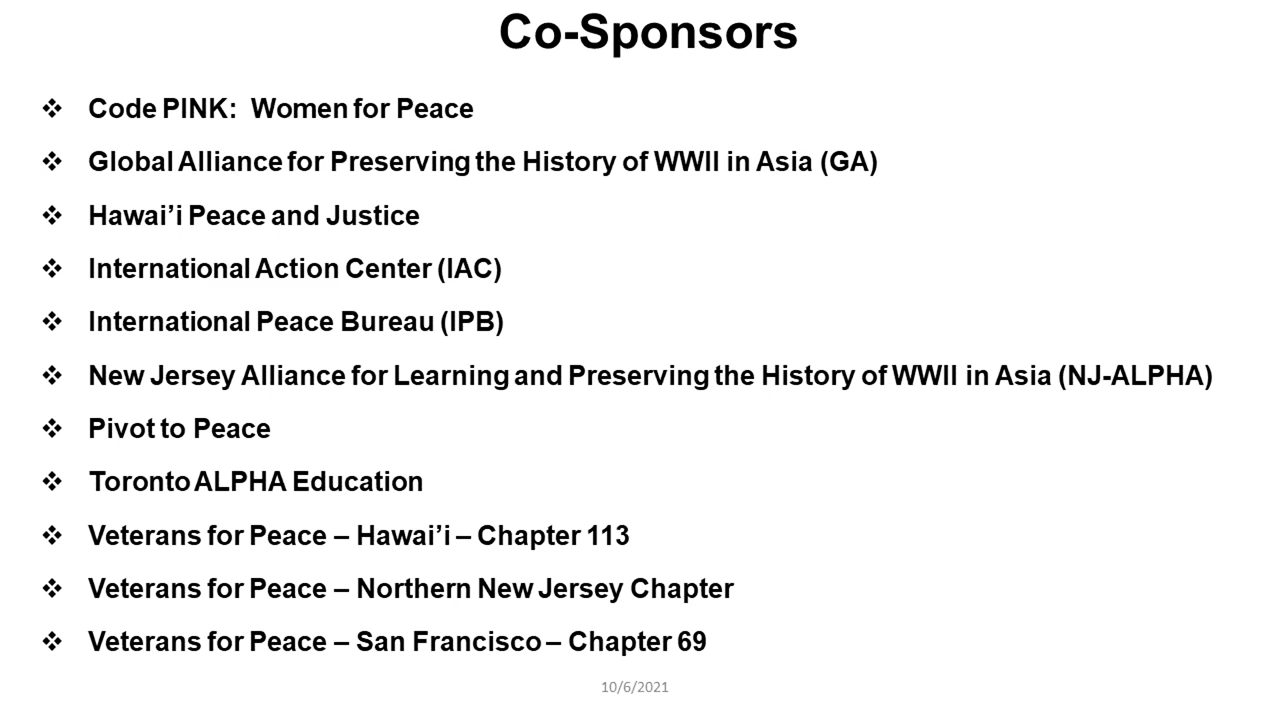 Co-Sponsors
❖ Code PINK: Women for Peace
❖ Global Alliance for Preserving the History of WWII in Asia (GA)
❖ Hawai’i Peace and Justice
❖ International Action Center (IAC)
❖ International Peace Bureau (IPB)
❖ New Jersey Alliance for Learning and Preserving the History of WWII in Asia (NJ-ALPHA)
❖ Pivot to Peace
❖ Toronto ALPHA Education
❖ Veterans for Peace – Hawai’i – Chapter 113
❖ Veterans for Peace – Northern New Jersey Chapter
❖ Veterans for Peace – San Francisco – Chapter 69
10/6/2021